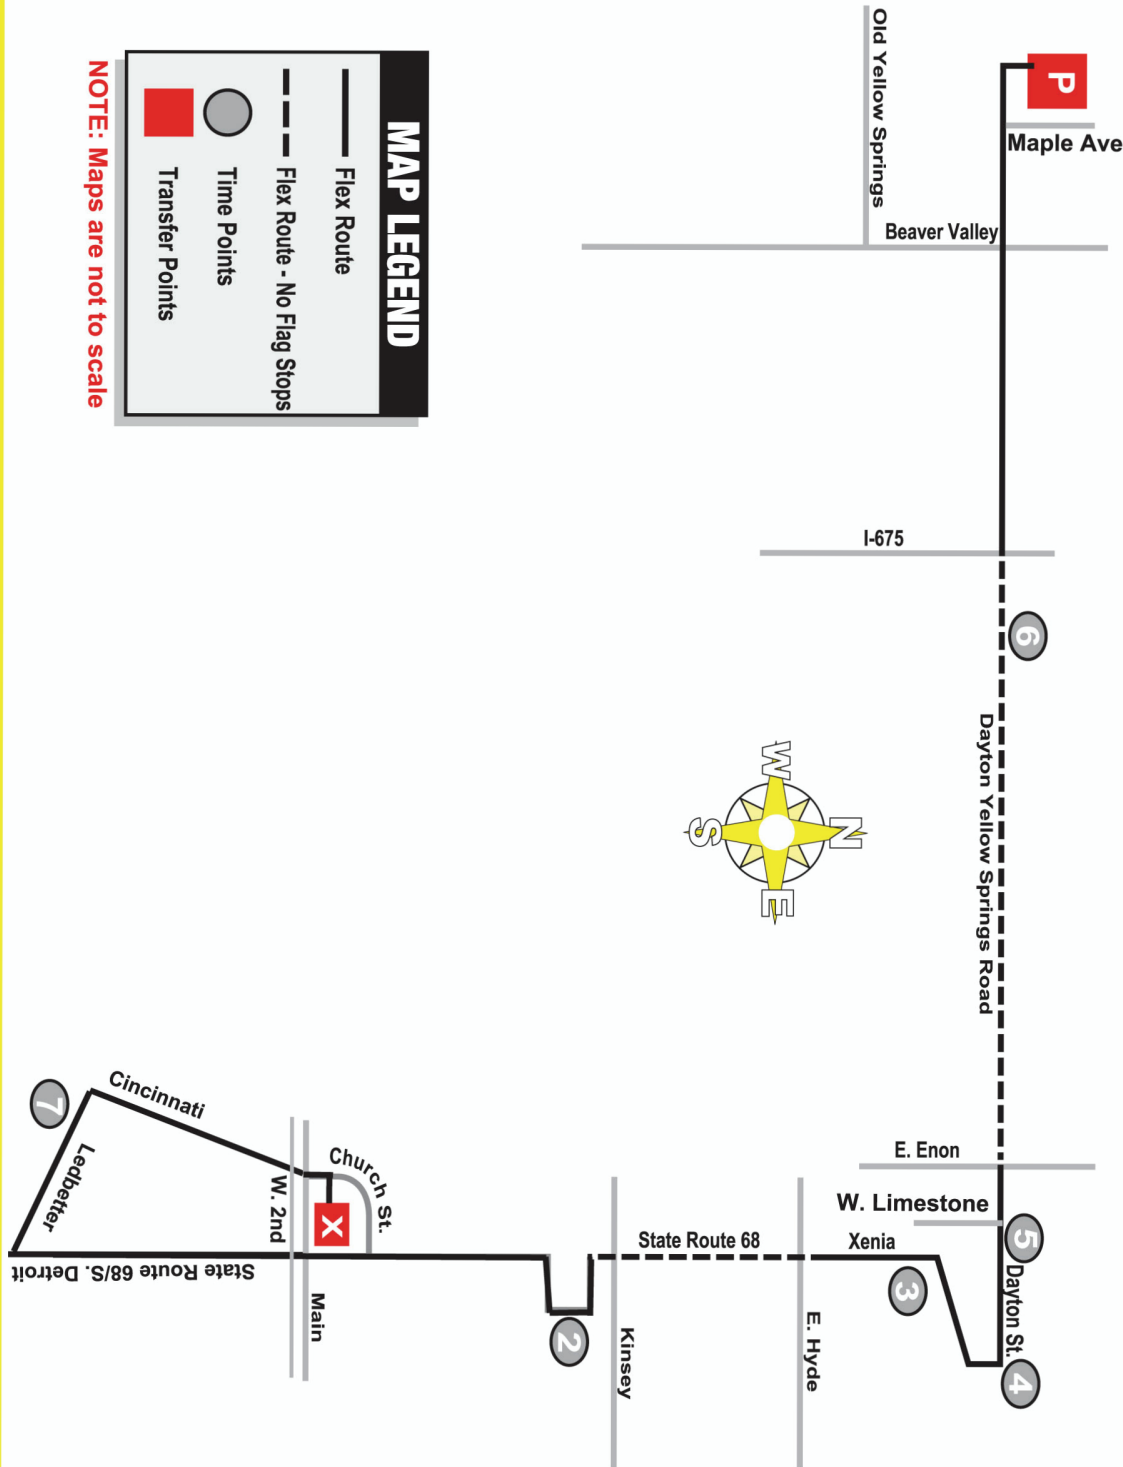 P
Maple Ave
Old Yellow Springs
Beaver Valley
MAP LEGEND
Flex Route
Flex Route - No Flag Stops
Time Points
Transfer Points
NOTE: Maps are not to scale
I-675
6
Dayton Yellow Springs Road
N
W
E
S
E. Enon
W. Limestone
5
Dayton St.
4
Xenia
3
State Route 68
E. Hyde
Kinsey
2
Church St.
X
W. 2nd
Main
Cincinnati
7
Ledbetter
State Route 68/S. Detroit